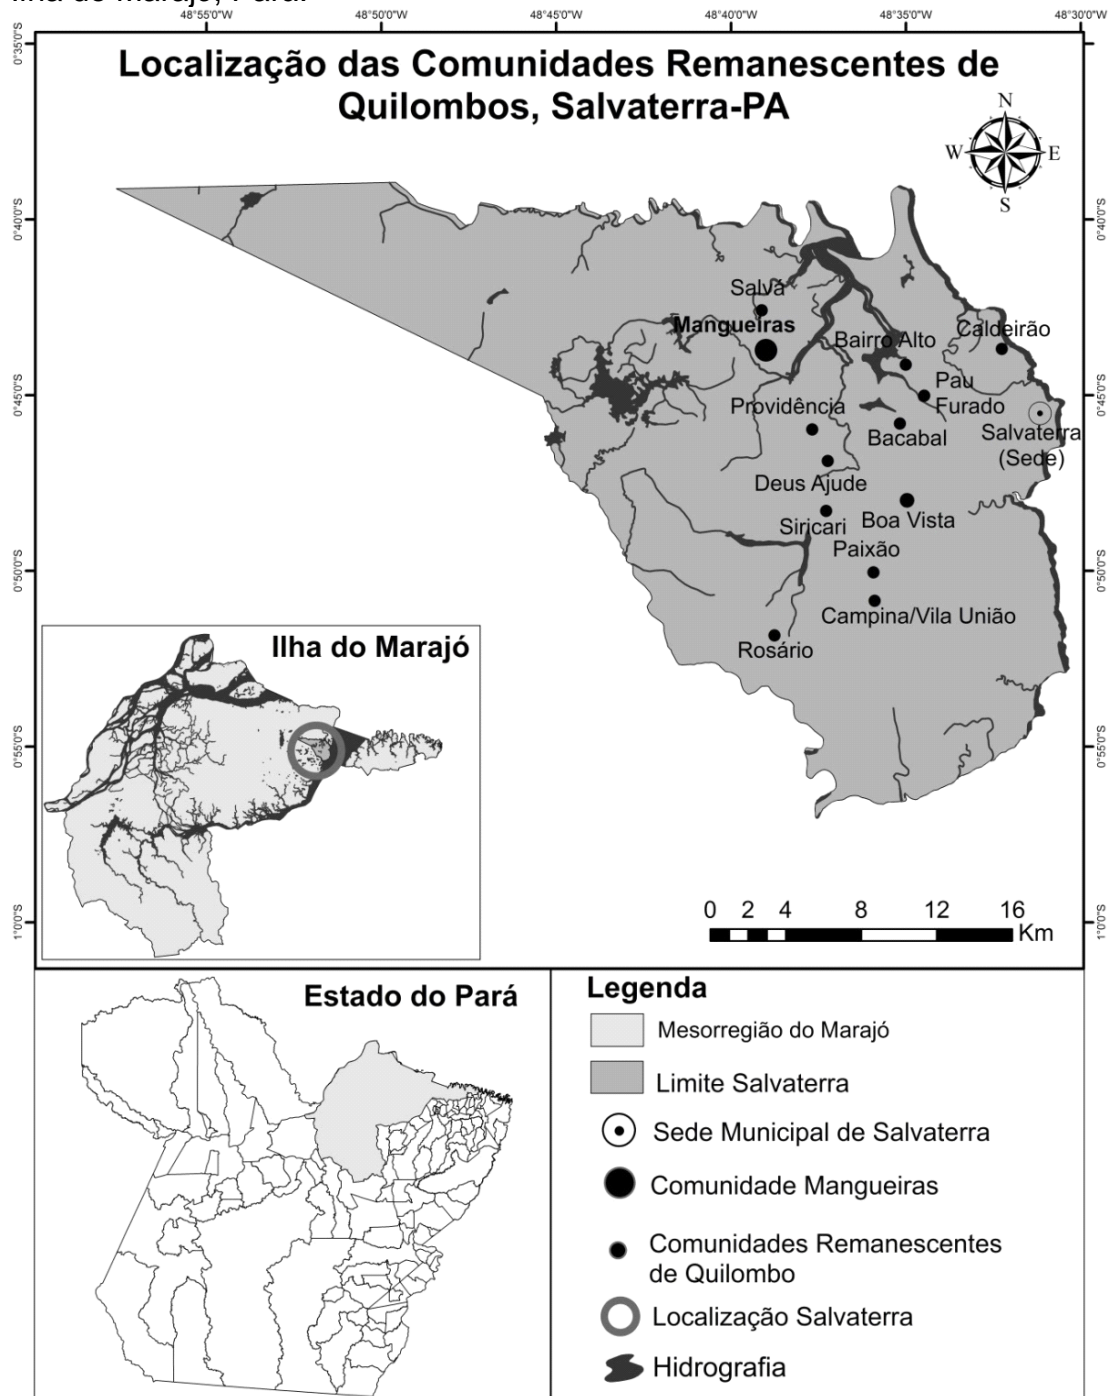 Ilha do Marajó, Pará.
48°55'0"W 48°50'0"W 48°45'0"W 48°40'0"W 48°35'0"W 48°30'0"W
0°35'0"S
Localização das Comunidades Remanescentes de
Quilombos, Salvaterra-PA
N
W E
S
0°40'0"S 0°40'0"S
Salvá
Mangueiras
Bairro Alto
Caldeirão
0°45'0"S 0°45'0"S
Pau
Furado
Providência
Bacabal
Salvaterra
(Sede)
Deus Ajude
Siricari
Boa Vista
Paixão
0°50'0"S 0°50'0"S
Campina/Vila União
Rosário
Ilha do Marajó
0°55'0"S 0°55'0"S
1°0'0"S 1°0'0"S
0 2 4 8 12 16
Km
Estado do Pará
Legenda
Mesorregião do Marajó
Limite Salvaterra
Sede Municipal de Salvaterra
Comunidade Mangueiras
Comunidades Remanescentes
de Quilombo
Localização Salvaterra
Hidrografia